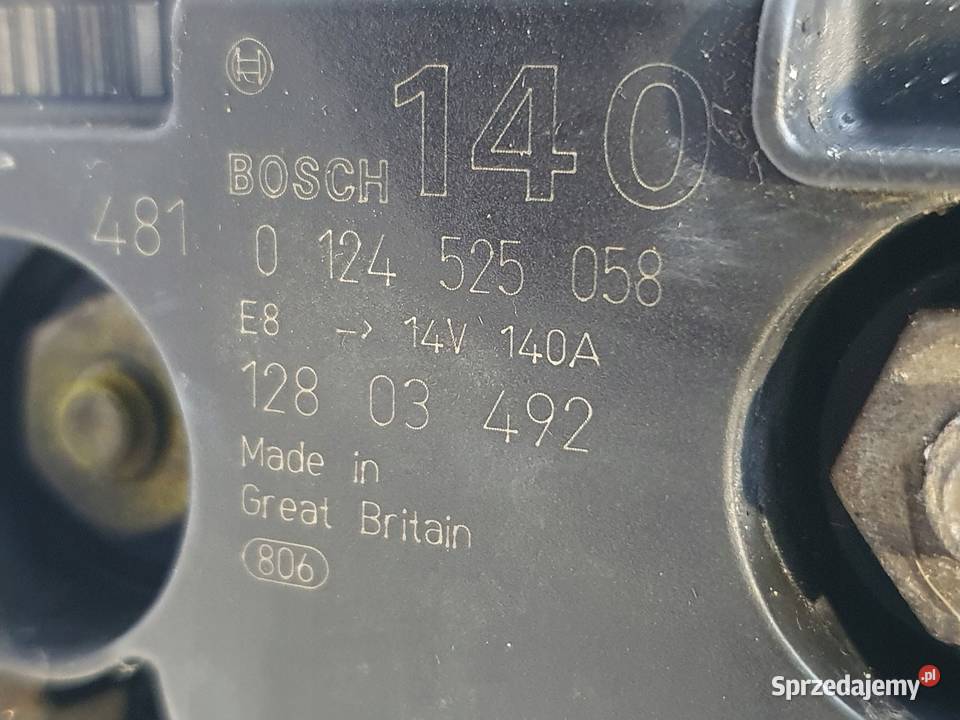 140
BOSCH
481
0 124 525 058
E8 -> 14V 140A
128 03 492
Made in
Great Britain
806
Sprzedajemy.pl